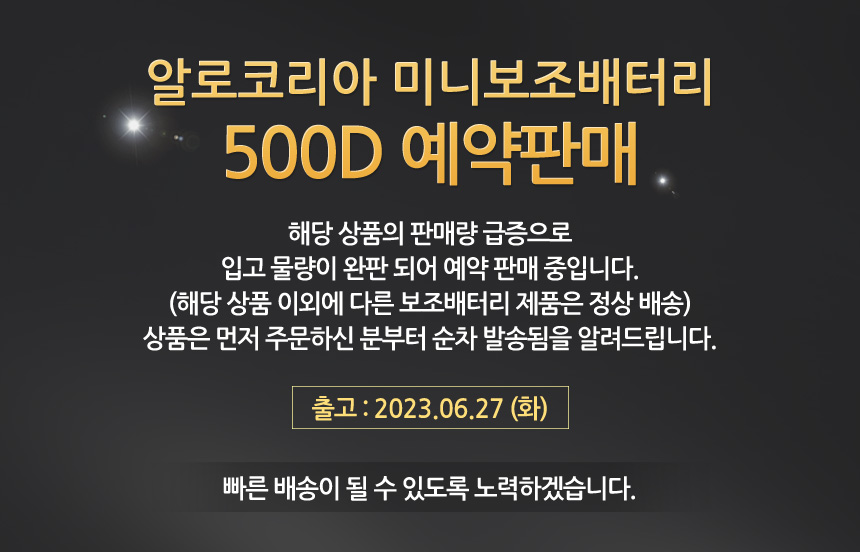 알로코리아 미니보조배터리
500D 예약판매
해당 상품의 판매량 급증으로
입고 물량이 완판 되어 예약 판매 중입니다.
(해당 상품 이외에 다른 보조배터리 제품은 정상 배송)
상품은 먼저 주문하신 분부터 순차 발송됨을 알려드립니다.
출고 : 2023.06.27 (화)
빠른 배송이 될 수 있도록 노력하겠습니다.